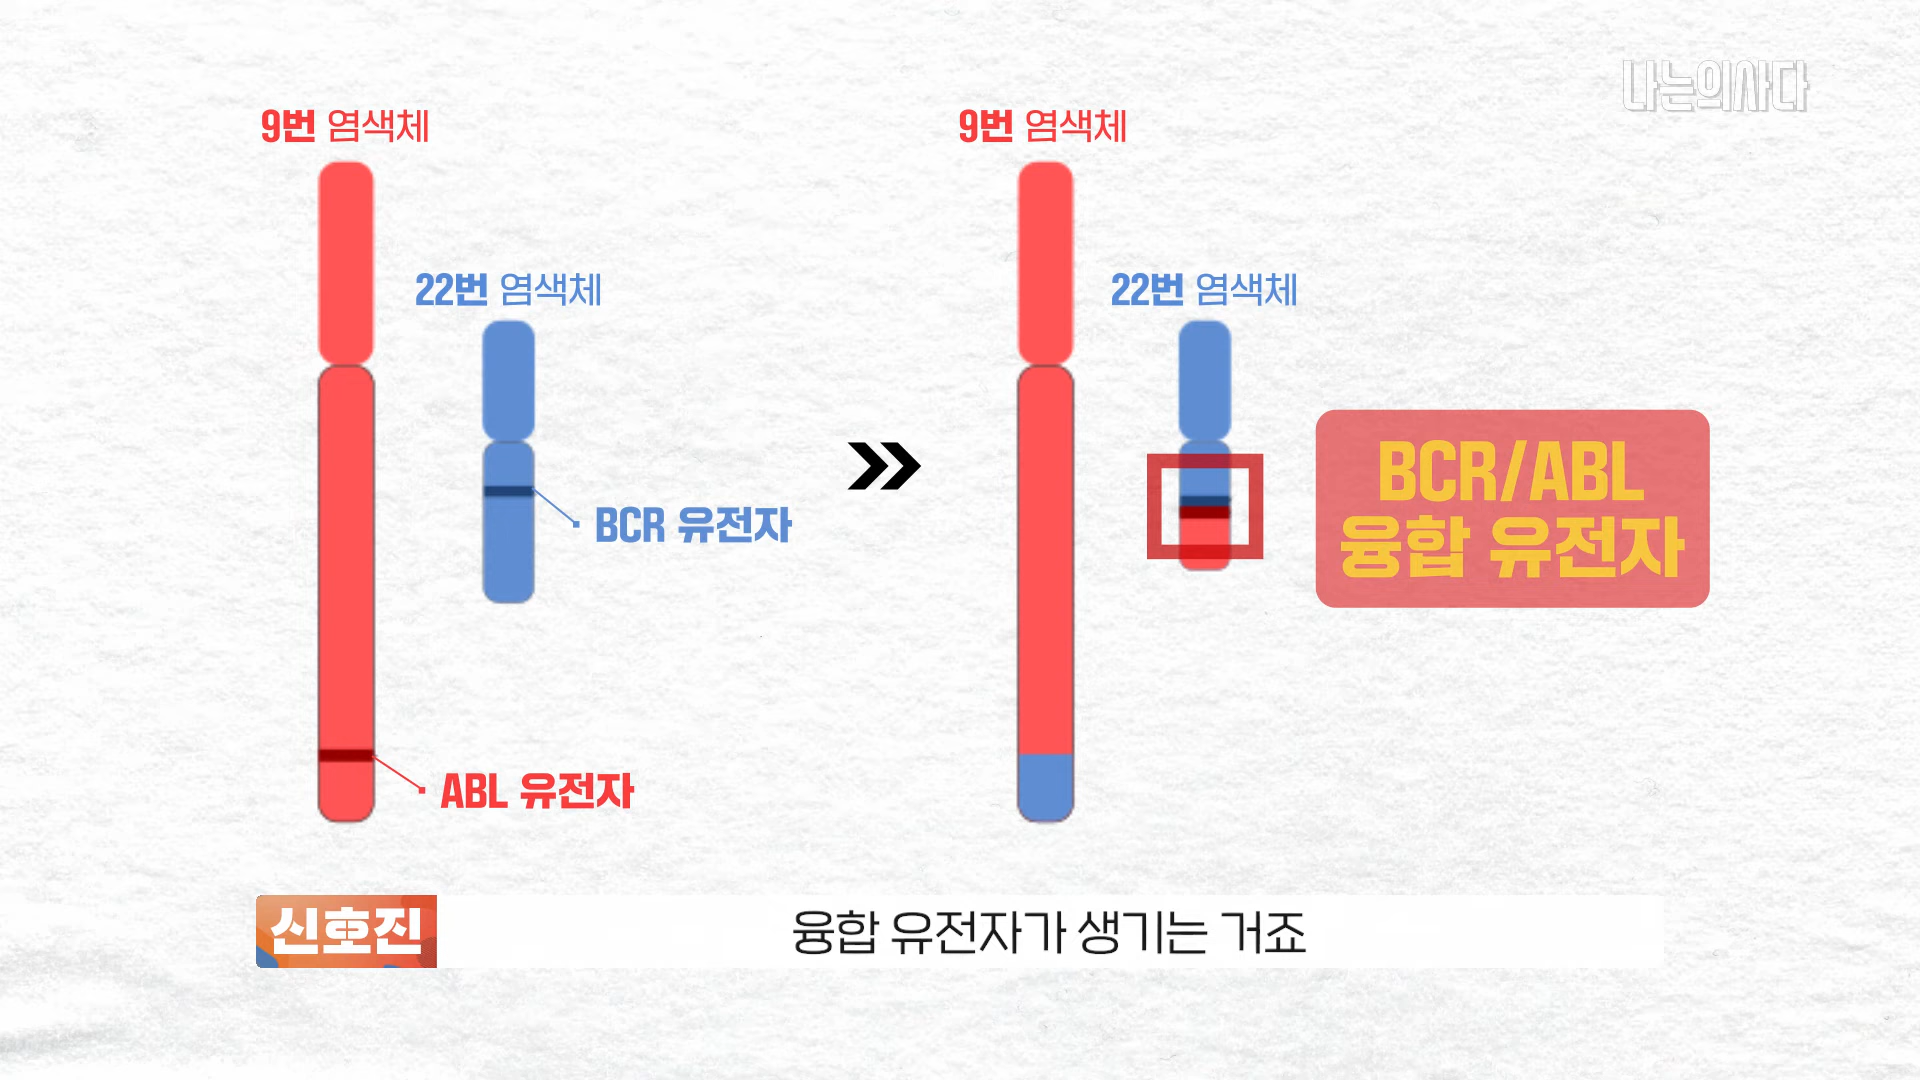 나는의사다
9번 염색체
22번 염색체
BCR 유전자
ABL 유전자
9번 염색체
22번 염색체
BCR/ABL
융합 유전자
신호진
융합 유전자가 생기는 거죠